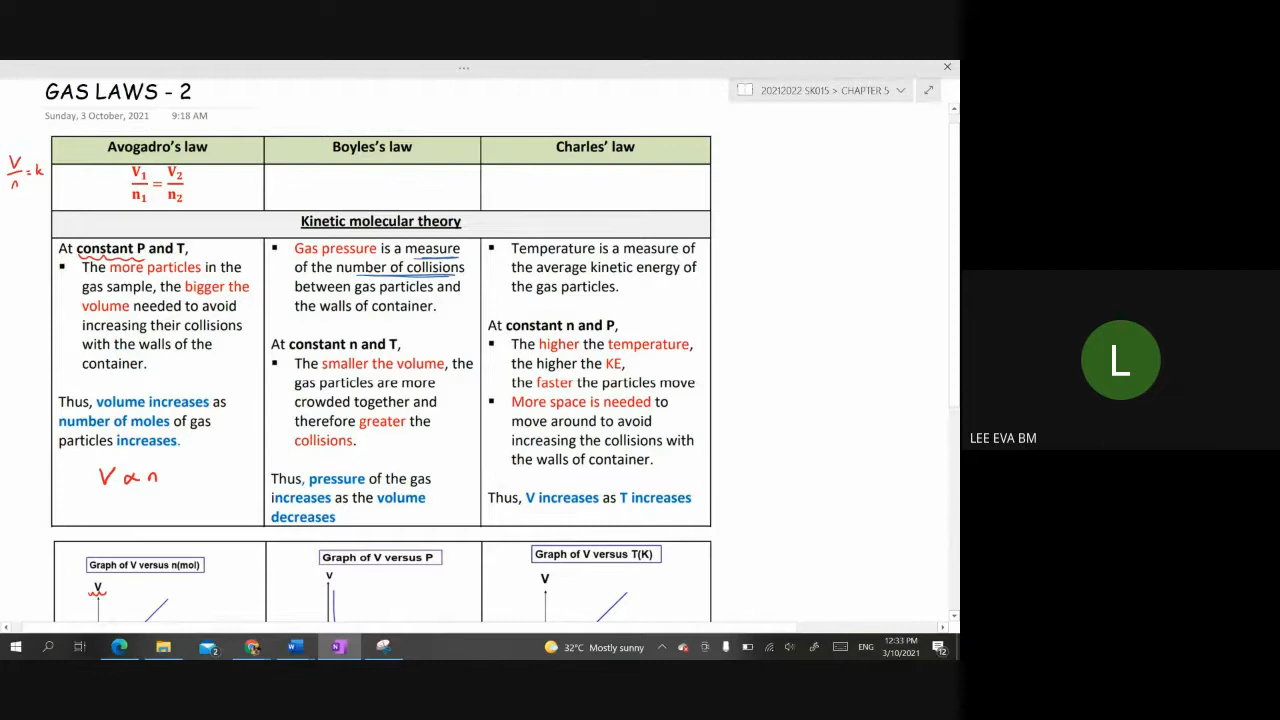 GAS LAWS - 2
20212022 SK015 > CHAPTER 5
Sunday, 3 October, 2021 9:18 AM
V/n = k
Avogadro's law
V1/n1 = V2/n2
Boyles's law
Charles' law
Kinetic molecular theory
At constant P and T,
▪ The more particles in the
gas sample, the bigger the
volume needed to avoid
increasing their collisions
with the walls of the
container.
Thus, volume increases as
number of moles of gas
particles increases.
V ∝ n
▪ Gas pressure is a measure
of the number of collisions
between gas particles and
the walls of container.
At constant n and T,
▪ The smaller the volume, the
gas particles are more
crowded together and
therefore greater the
collisions.
Thus, pressure of the gas
increases as the volume
decreases
▪ Temperature is a measure of
the average kinetic energy of
the gas particles.
At constant n and P,
▪ The higher the temperature,
the higher the KE,
the faster the particles move
▪ More space is needed to
move around to avoid
increasing the collisions with
the walls of container.
Thus, V increases as T increases
Graph of V versus n(mol)
V
Graph of V versus P
V
Graph of V versus T(K)
V
L
LEE EVA BM
2
32°C Mostly sunny
ENG
12:33 PM
3/10/2021
12